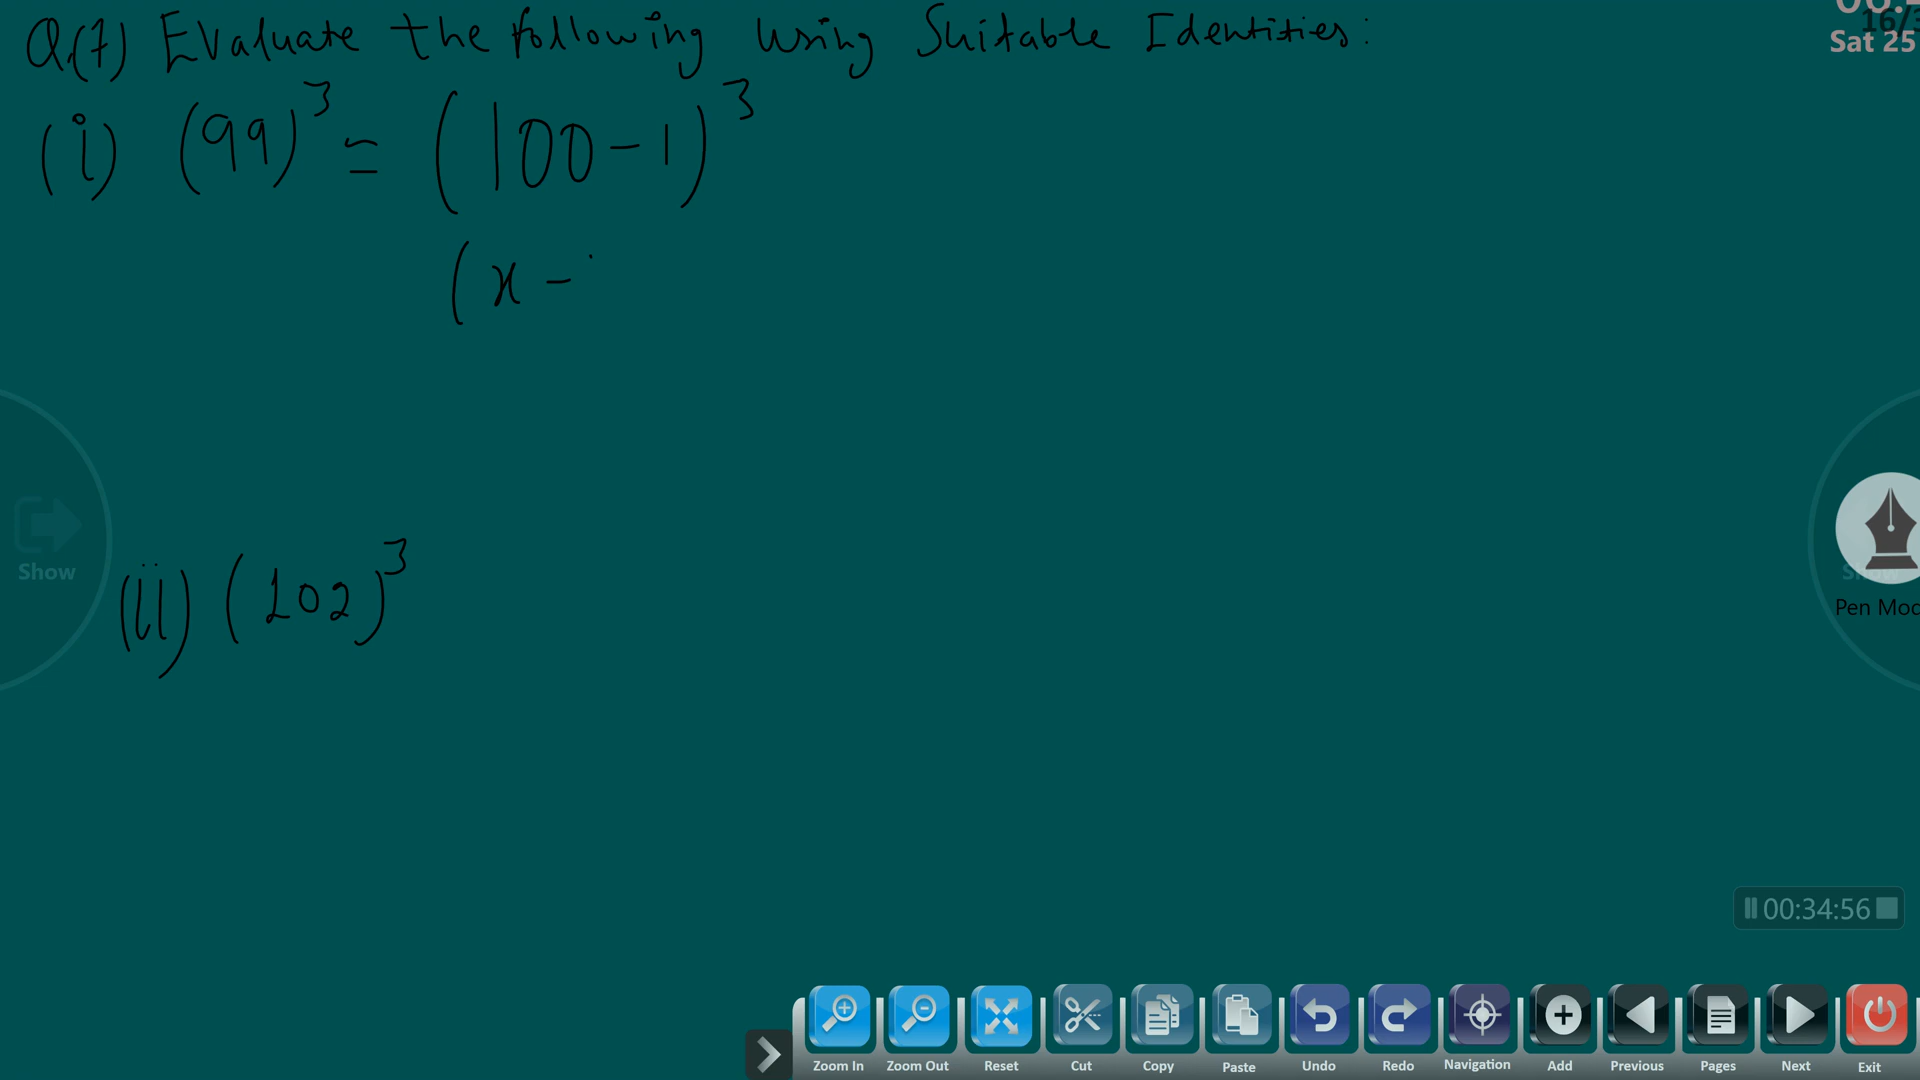 Q.(7) Evaluate the following using Suitable Identities:
(i) (99)³ = (100-1)³
(x -
(ii) (102)³
Sat 25
Show
Pen Mod
00:34:56
Zoom In Zoom Out Reset Cut Copy Paste Undo Redo Navigation Add Previous Pages Next Exit